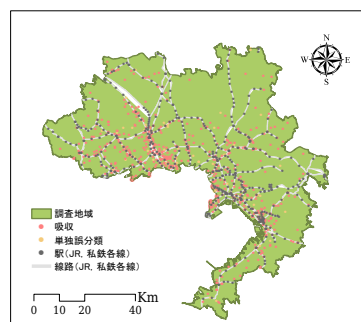 N
W E
S
調査地域
吸収
単独誤分類
駅(JR, 私鉄各線)
線路(JR, 私鉄各線)
0 10 20 40 Km